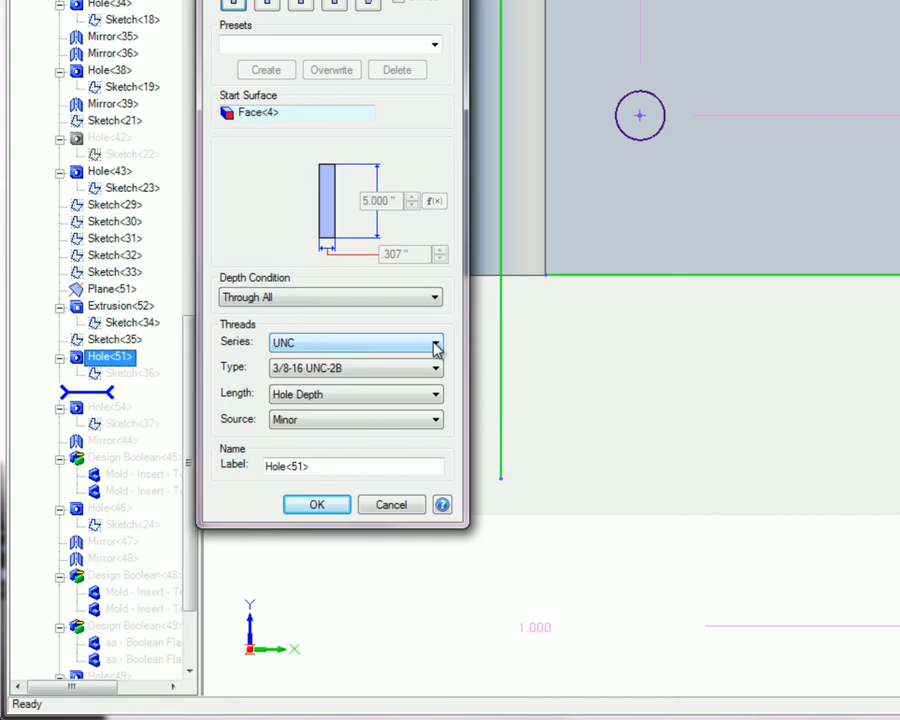 Hole<34>
Sketch<18>
Mirror<35>
Mirror<36>
Hole<38>
Sketch<19>
Mirror<39>
Sketch<21>
Hole<42>
Sketch<22>
Hole<43>
Sketch<23>
Sketch<29>
Sketch<30>
Sketch<31>
Sketch<32>
Sketch<33>
Plane<51>
Extrusion<52>
Sketch<34>
Sketch<35>
Hole<51>
Sketch<36>
Hole<54>
Sketch<37>
Mirror<44>
Design Boolean<45>
Mold - Insert - T
Mold - Insert - T
Hole<46>
Sketch<24>
Mirror<47>
Mirror<48>
Design Boolean<48>
Mold - Insert - T
Mold - Insert - T
Design Boolean<49>
aa - Boolean Fla
aa - Boolean Fla
Hole<49>
Ready
Presets
Create Overwrite Delete
Start Surface
Face<4>
5.000 " f(x)
.307 "
Depth Condition
Through All
Threads
Series: UNC
Type: 3/8-16 UNC-2B
Length: Hole Depth
Source: Minor
Name
Label: Hole<51>
OK Cancel ?
Y
X
1.000